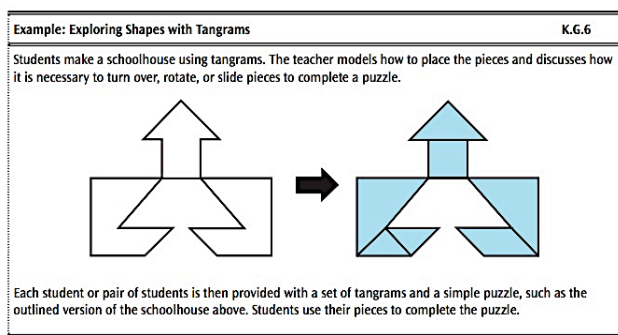 Example: Exploring Shapes with Tangrams K.G.6
Students make a schoolhouse using tangrams. The teacher models how to place the pieces and discusses how
it is necessary to turn over, rotate, or slide pieces to complete a puzzle.
Each student or pair of students is then provided with a set of tangrams and a simple puzzle, such as the
outlined version of the schoolhouse above. Students use their pieces to complete the puzzle.